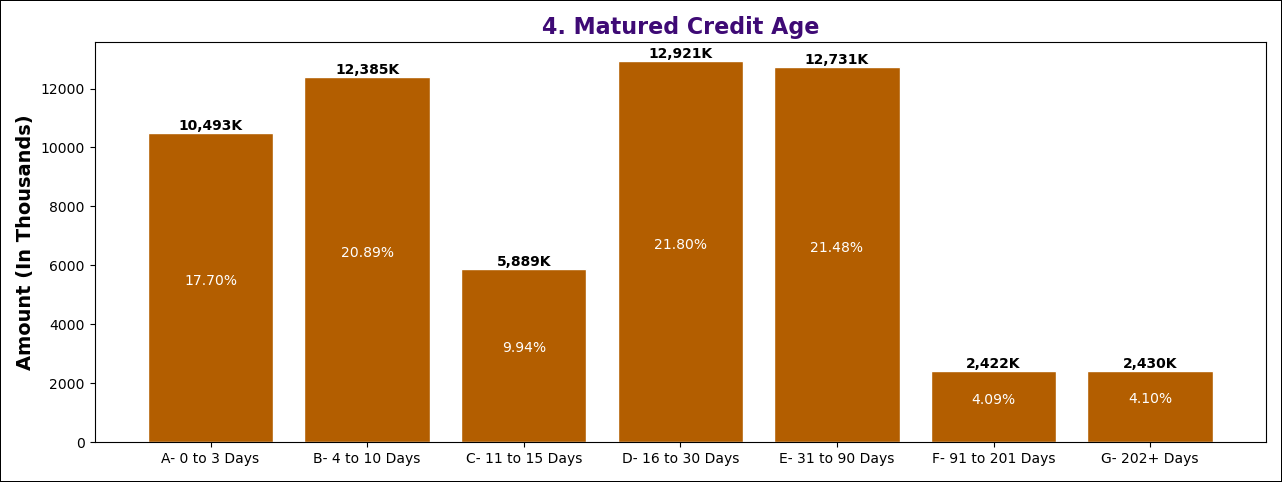 4. Matured Credit Age
Amount (In Thousands)
12000
10000
8000
6000
4000
2000
0
10,493K
12,385K
5,889K
12,921K
12,731K
2,422K
2,430K
17.70%
20.89%
9.94%
21.80%
21.48%
4.09%
4.10%
A- 0 to 3 Days
B- 4 to 10 Days
C- 11 to 15 Days
D- 16 to 30 Days
E- 31 to 90 Days
F- 91 to 201 Days
G- 202+ Days